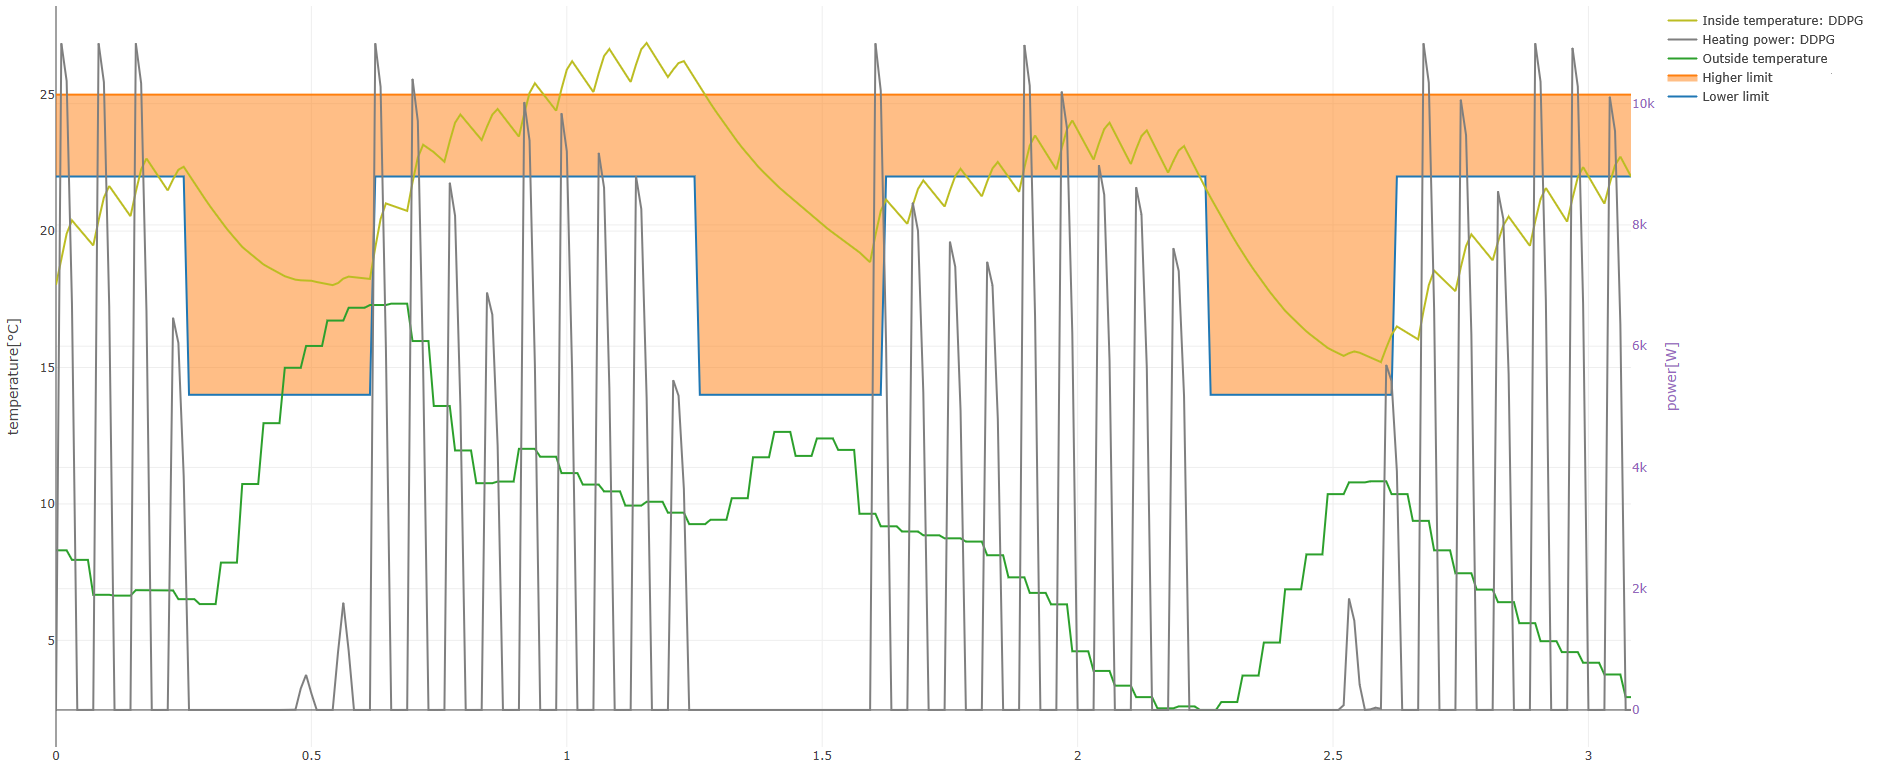 Inside temperature: DDPG
Heating power: DDPG
Outside temperature
Higher limit
Lower limit
temperature[°C]
25
20
15
10
5
10k
8k
6k
4k
2k
0
power[W]
0
0.5
1
1.5
2
2.5
3